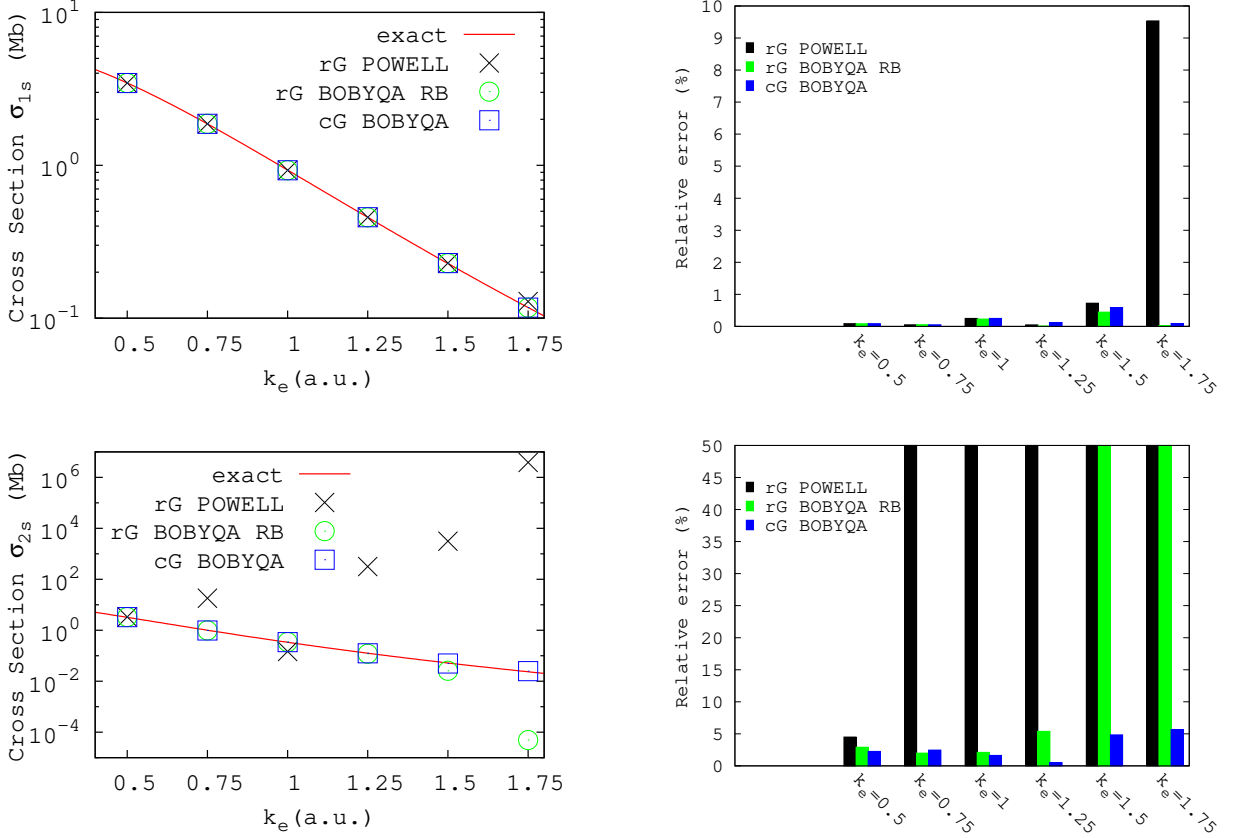 Cross Section σ1s (Mb)
10^1
10^0
10^-1
exact
rG POWELL
rG BOBYQA RB
cG BOBYQA
0.5 0.75 1 1.25 1.5 1.75
ke(a.u.)
Relative error (%)
10
9
8
7
6
5
4
3
2
1
0
rG POWELL
rG BOBYQA RB
cG BOBYQA
ke=0.5
ke=0.75
ke=1
ke=1.25
ke=1.5
ke=1.75
Cross Section σ2s (Mb)
10^6
10^4
10^2
10^0
10^-2
10^-4
exact
rG POWELL
rG BOBYQA RB
cG BOBYQA
0.5 0.75 1 1.25 1.5 1.75
ke(a.u.)
Relative error (%)
50
45
40
35
30
25
20
15
10
5
0
rG POWELL
rG BOBYQA RB
cG BOBYQA
ke=0.5
ke=0.75
ke=1
ke=1.25
ke=1.5
ke=1.75